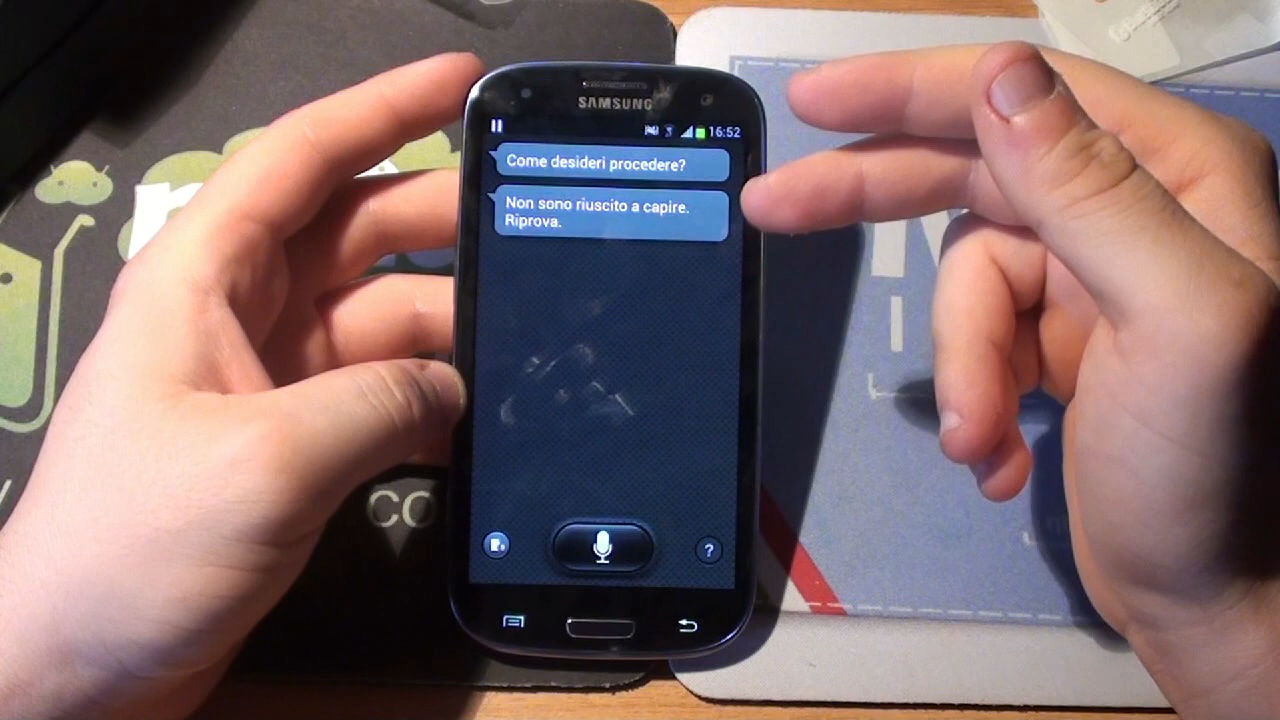 SAMSUNG
16:52
Come desideri procedere?
Non sono riuscito a capire.
Riprova.
?
co